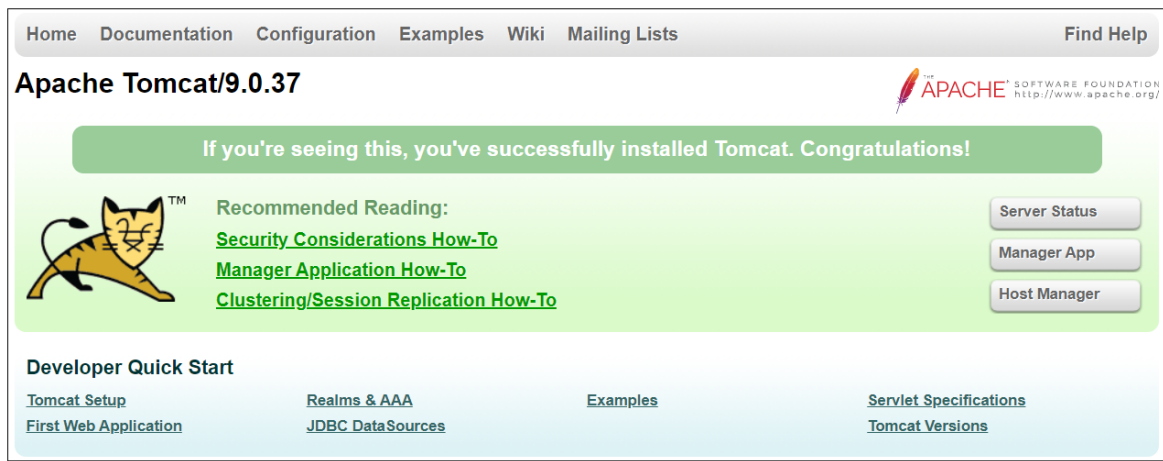 Home Documentation Configuration Examples Wiki Mailing Lists Find Help
Apache Tomcat/9.0.37
THE
APACHE® SOFTWARE FOUNDATION
http://www.apache.org/
If you're seeing this, you've successfully installed Tomcat. Congratulations!
TM
Recommended Reading:
Security Considerations How-To
Manager Application How-To
Clustering/Session Replication How-To
Server Status
Manager App
Host Manager
Developer Quick Start
Tomcat Setup Realms & AAA Examples Servlet Specifications
First Web Application JDBC DataSources Tomcat Versions